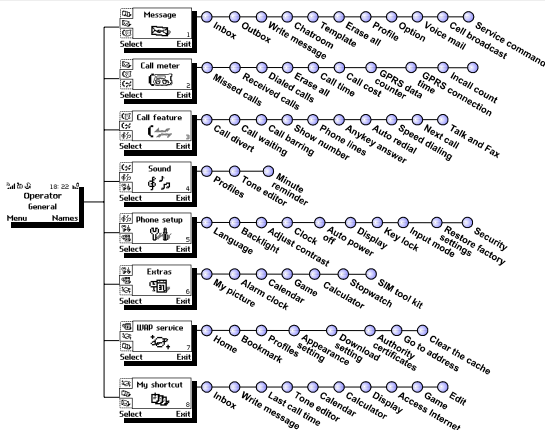 18:22
Operator
General
Menu Names
Message
1
Select Exit
Inbox
Outbox
Write message
Chatroom
Template
Erase all
Profile
Option
Voice mail
Cell broadcast
Service command
Call meter
2
Select Exit
Missed calls
Received calls
Dialed calls
Erase all
Call time
Call cost
GPRS data
counter
GPRS connection
time
Incall count
Call feature
3
Select Exit
Call divert
Call waiting
Call barring
Show number
Phone lines
Anykey answer
Auto redial
Speed dialing
Next call
Talk and Fax
Sound
4
Select Exit
Profiles
Tone editor
Minute
reminder
Phone setup
5
Select Exit
Language
Backlight
Adjust contrast
Clock
Auto power
off
Display
Key lock
Input mode
Restore factory
settings
Security
Extras
6
Select Exit
My picture
Alarm clock
Calendar
Game
Calculator
Stopwatch
SIM tool kit
WAP service
7
Select Exit
Home
Bookmark
Profiles
Appearance
setting
Download
setting
Authority
certificates
Go to address
Clear the cache
My shortcut
8
Select Exit
Inbox
Write message
Last call time
Tone editor
Calendar
Calculator
Display
Access Internet
Game
Edit